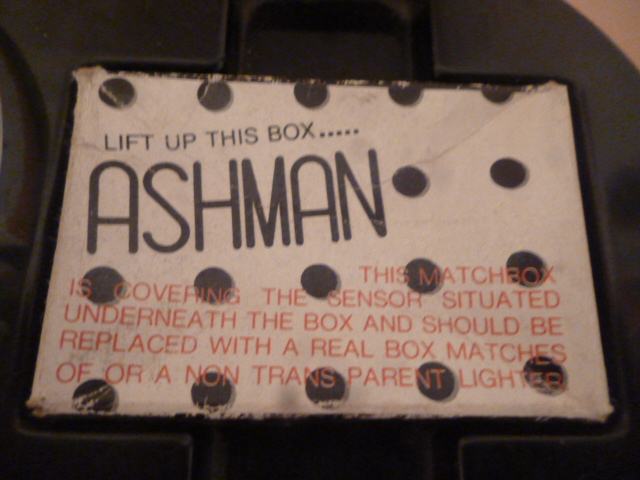 LIFT UP THIS BOX.....
ASHMAN
THIS MATCHBOX
IS COVERING THE SENSOR SITUATED
UNDERNEATH THE BOX AND SHOULD BE
REPLACED WITH A REAL BOX MATCHES
OF OR A NON TRANS PARENT LIGHTER